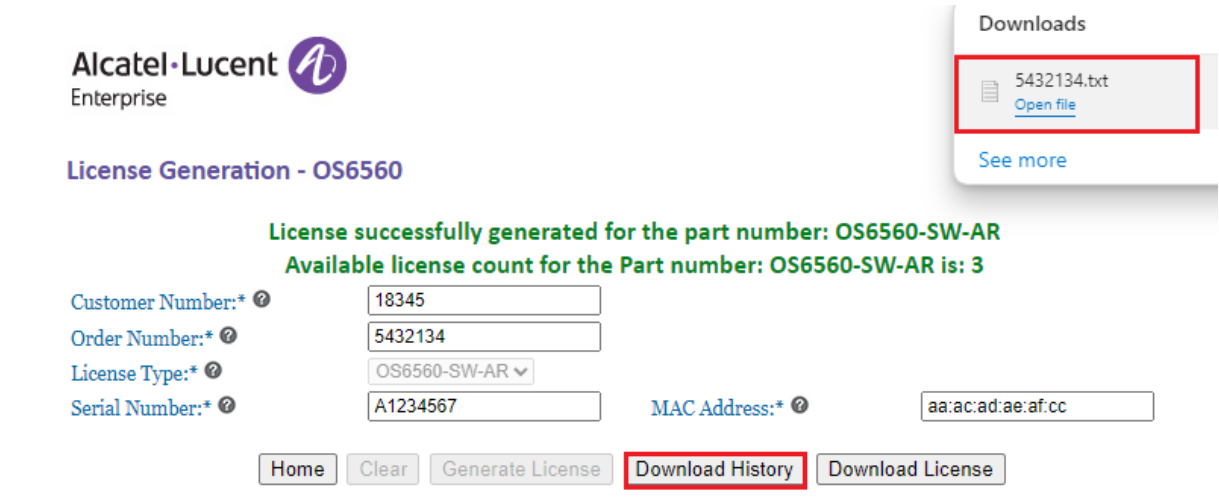 Downloads
Alcatel·Lucent
Enterprise
5432134.txt
Open file
See more
License Generation - OS6560
License successfully generated for the part number: OS6560-SW-AR
Available license count for the Part number: OS6560-SW-AR is: 3
Customer Number:* ? 18345
Order Number:* ? 5432134
License Type:* ? OS6560-SW-AR
Serial Number:* ? A1234567 MAC Address:* ? aa:ac:ad:ae:af:cc
Home Clear Generate License Download History Download License